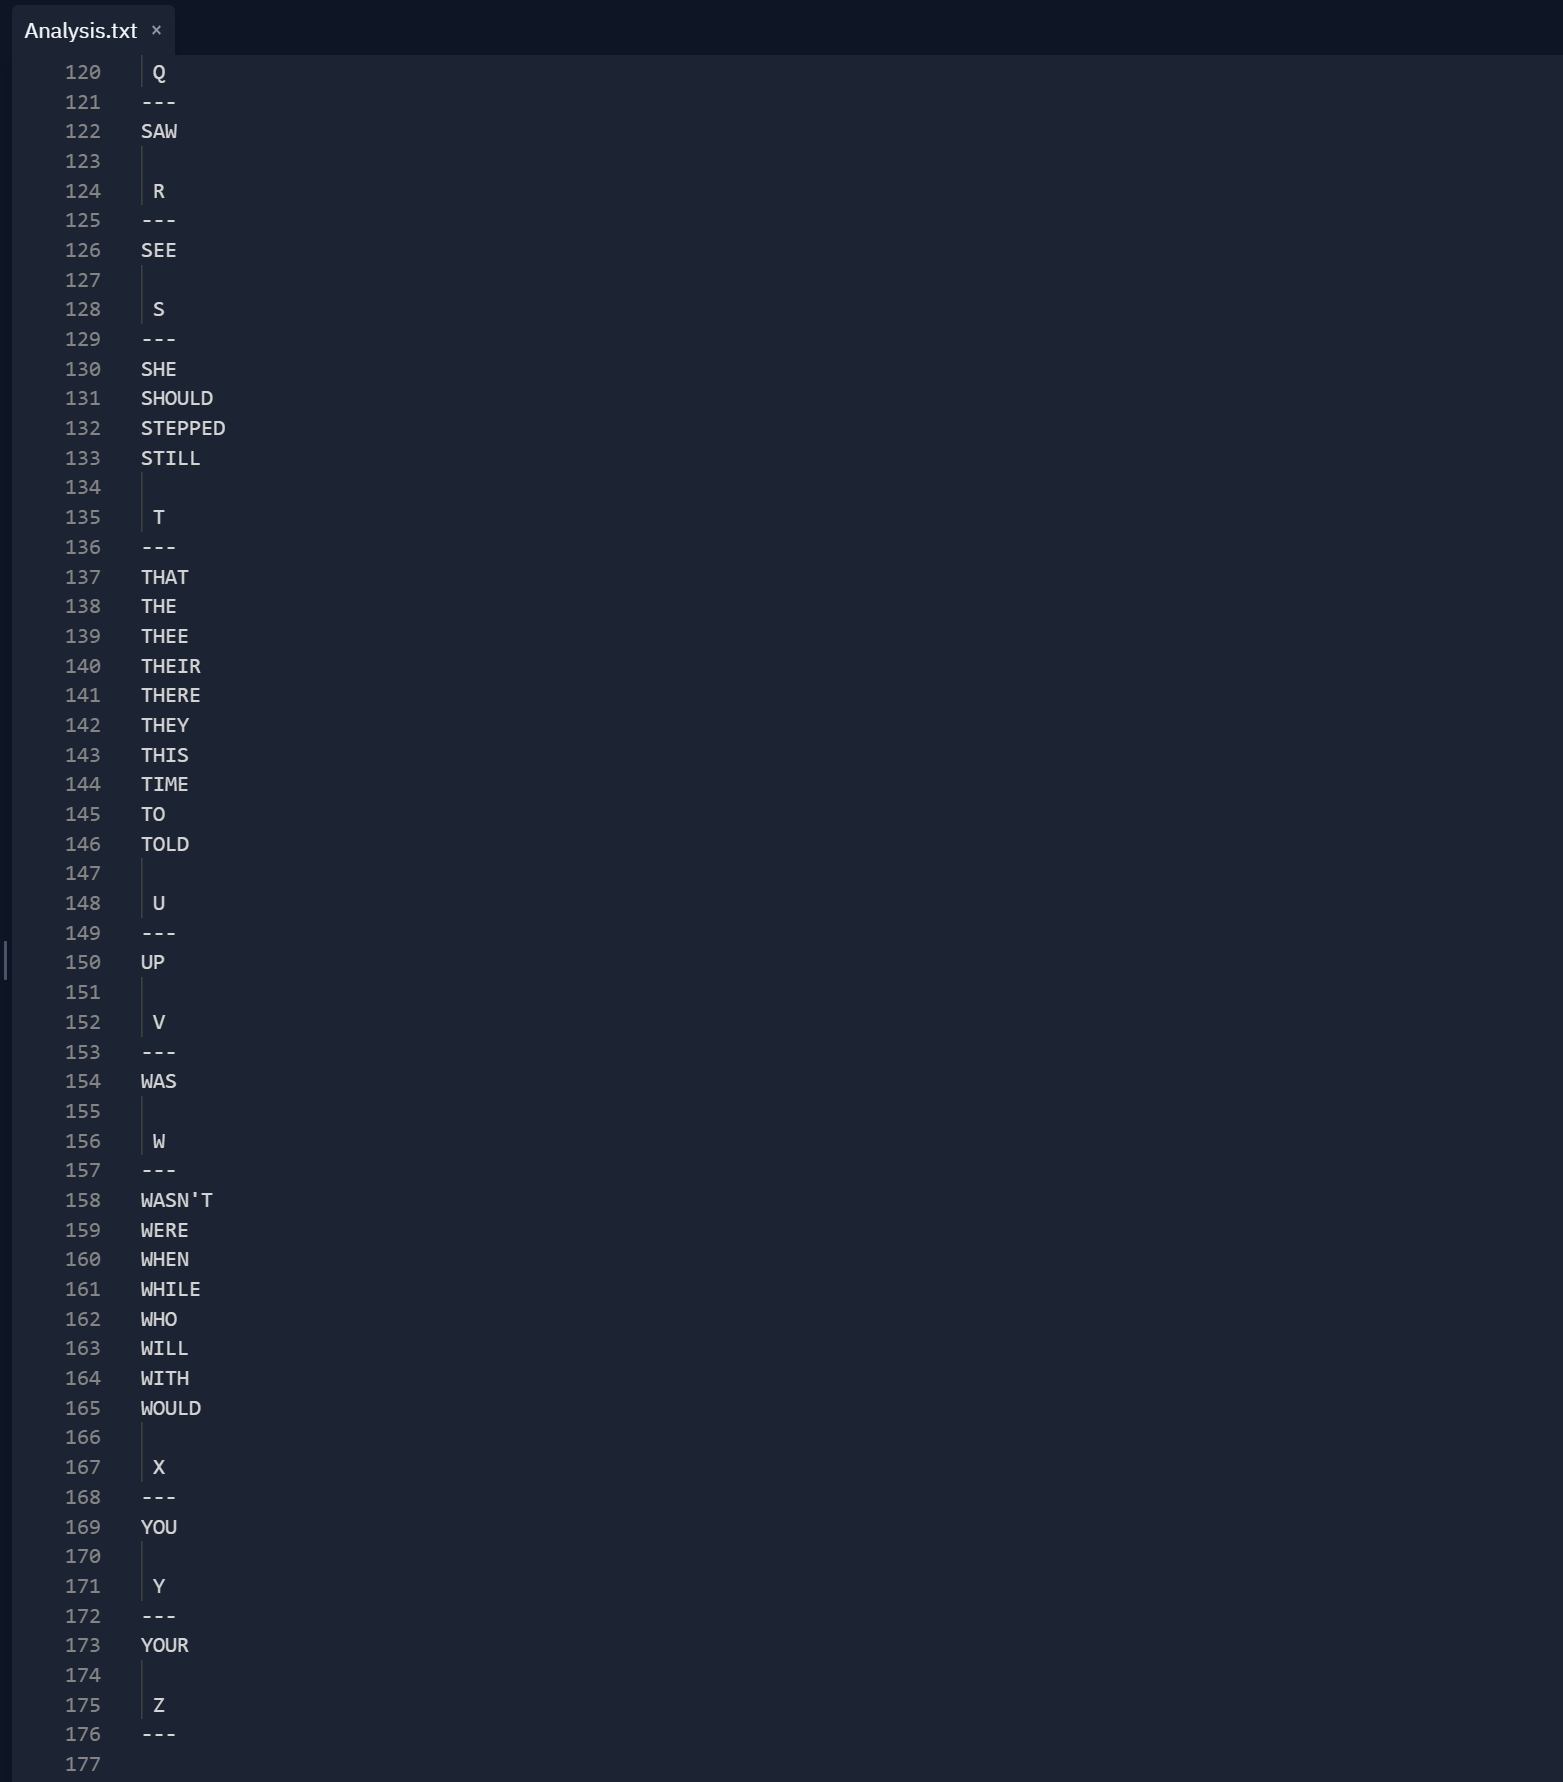 Analysis.txt ×
120 Q
121 ---
122 SAW
123
124 R
125 ---
126 SEE
127
128 S
129 ---
130 SHE
131 SHOULD
132 STEPPED
133 STILL
134
135 T
136 ---
137 THAT
138 THE
139 THEE
140 THEIR
141 THERE
142 THEY
143 THIS
144 TIME
145 TO
146 TOLD
147
148 U
149 ---
150 UP
151
152 V
153 ---
154 WAS
155
156 W
157 ---
158 WASN'T
159 WERE
160 WHEN
161 WHILE
162 WHO
163 WILL
164 WITH
165 WOULD
166
167 X
168 ---
169 YOU
170
171 Y
172 ---
173 YOUR
174
175 Z
176 ---
177